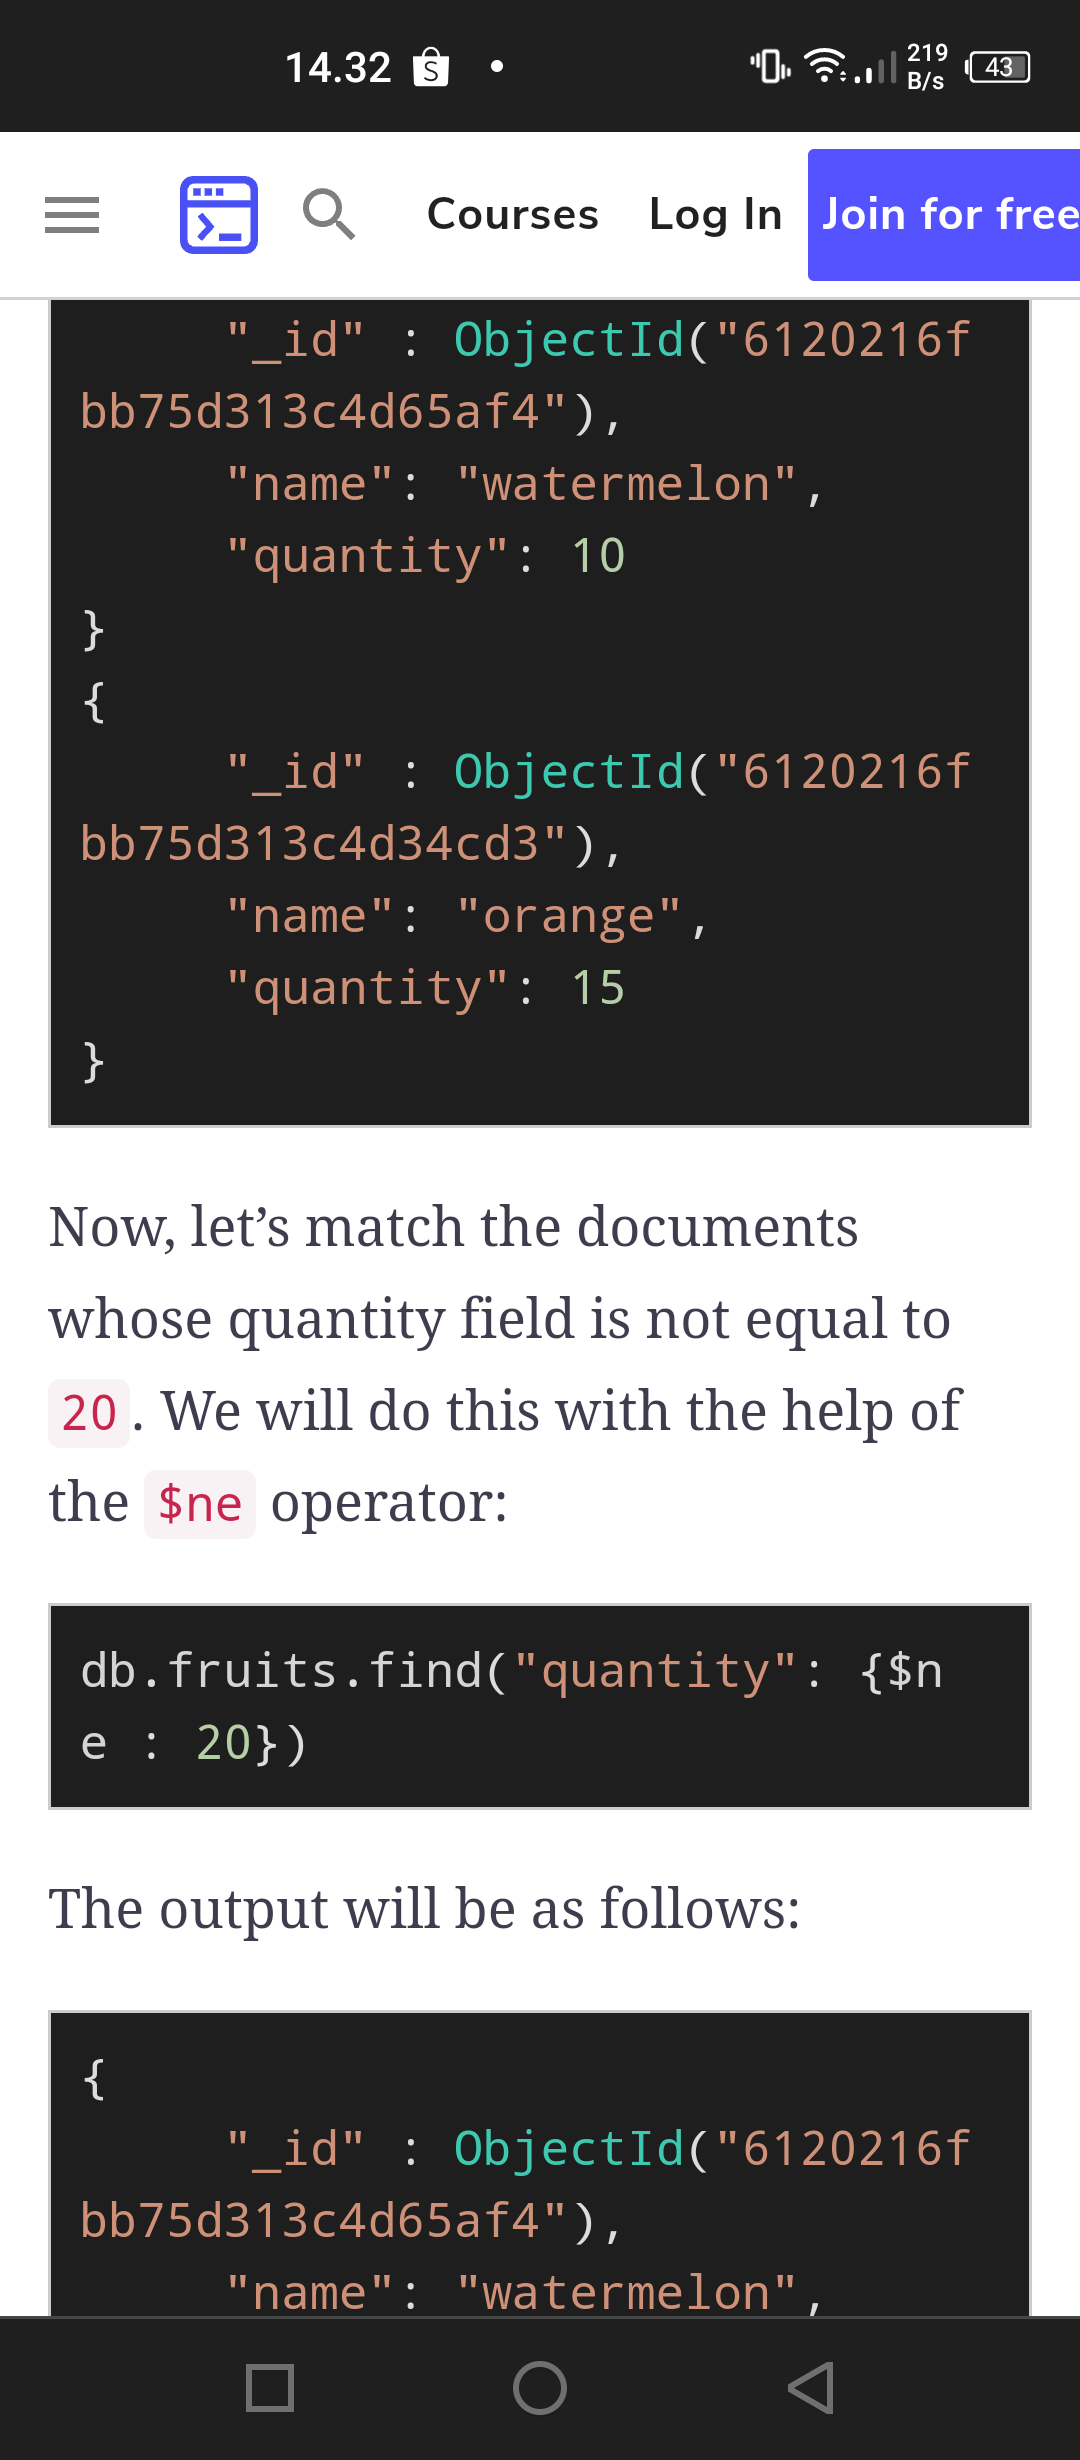 14.32 S 219 B/s 43
Courses Log In Join for free
"_id" : ObjectId("6120216f
bb75d313c4d65af4"),
"name": "watermelon",
"quantity": 10
}
{
"_id" : ObjectId("6120216f
bb75d313c4d34cd3"),
"name": "orange",
"quantity": 15
}
Now, let’s match the documents
whose quantity field is not equal to
20. We will do this with the help of
the $ne operator:
db.fruits.find("quantity": {$n
e : 20})
The output will be as follows:
{
"_id" : ObjectId("6120216f
bb75d313c4d65af4"),
"name": "watermelon",